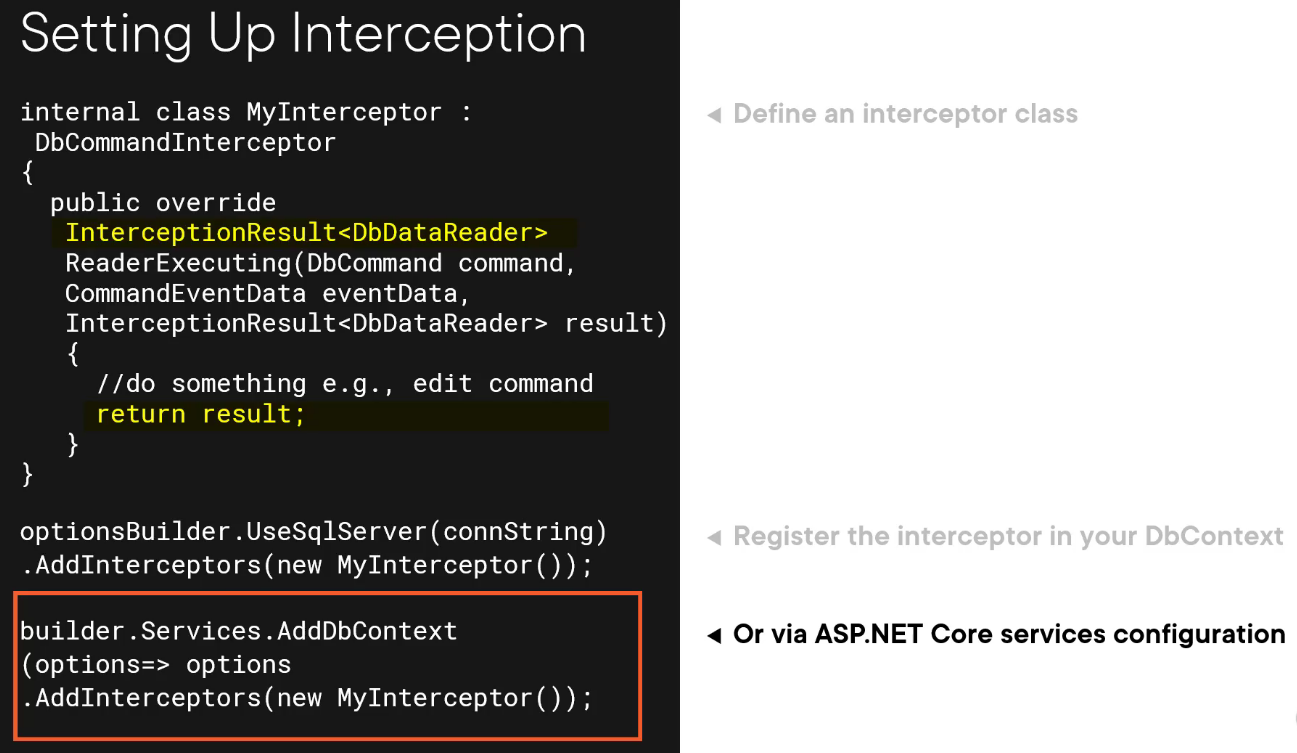 Setting Up Interception
internal class MyInterceptor :
DbCommandInterceptor
{
public override
InterceptionResult<DbDataReader>
ReaderExecuting(DbCommand command,
CommandEventData eventData,
InterceptionResult<DbDataReader> result)
{
//do something e.g., edit command
return result;
}
}
optionsBuilder.UseSqlServer(connString)
.AddInterceptors(new MyInterceptor());
builder.Services.AddDbContext
(options=> options
.AddInterceptors(new MyInterceptor());
◄ Define an interceptor class
◄ Register the interceptor in your DbContext
◄ Or via ASP.NET Core services configuration